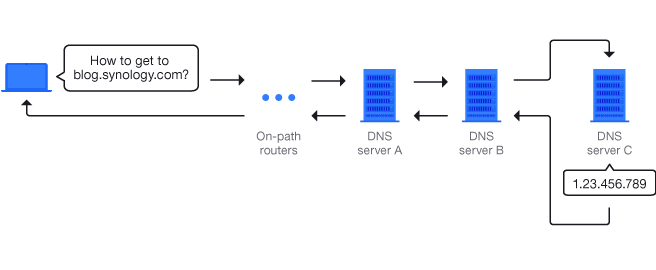 How to get to
blog.synology.com?
On-path
routers
DNS
server A
DNS
server B
DNS
server C
1.23.456.789